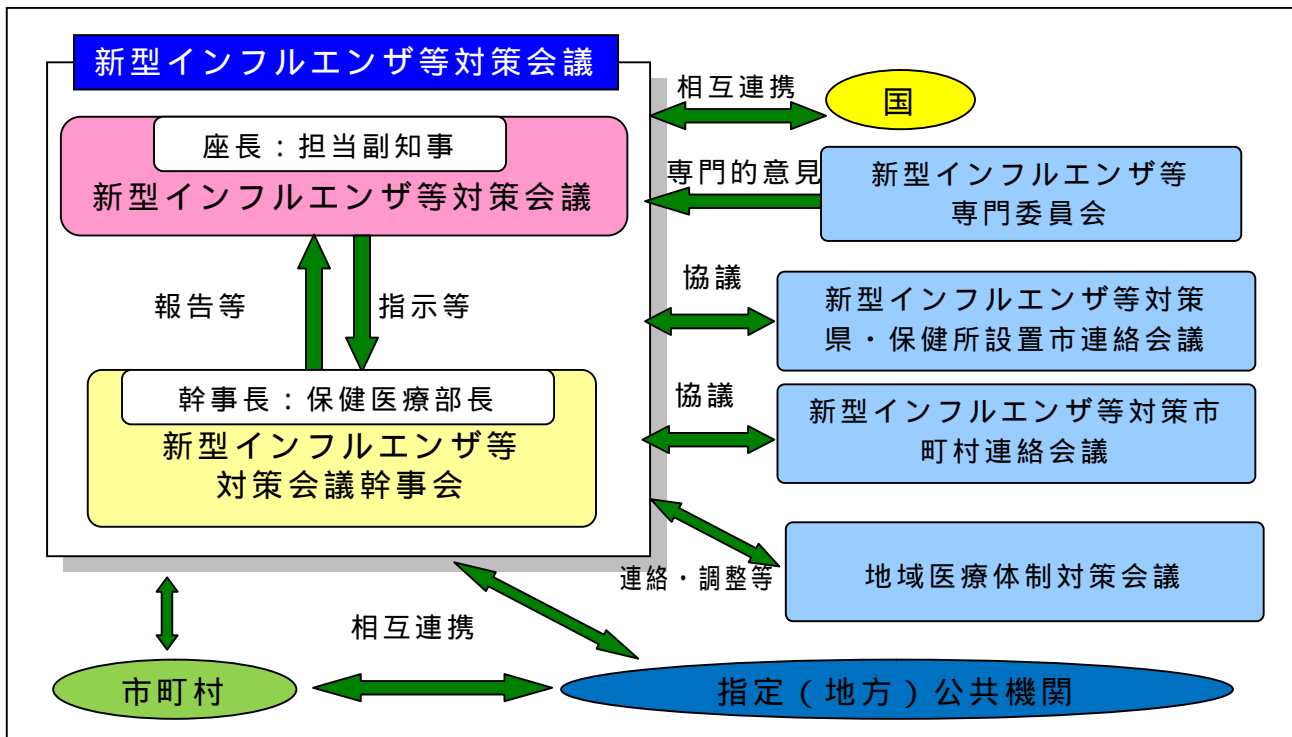 新型インフルエンザ等対策会議
座長：担当副知事
新型インフルエンザ等対策会議
報告等
指示等
幹事長：保健医療部長
新型インフルエンザ等
対策会議幹事会
相互連携
国
専門的意見
新型インフルエンザ等
専門委員会
協議
新型インフルエンザ等対策
県・保健所設置市連絡会議
協議
新型インフルエンザ等対策市
町村連絡会議
連絡・調整等
地域医療体制対策会議
相互連携
市町村
指定（地方）公共機関